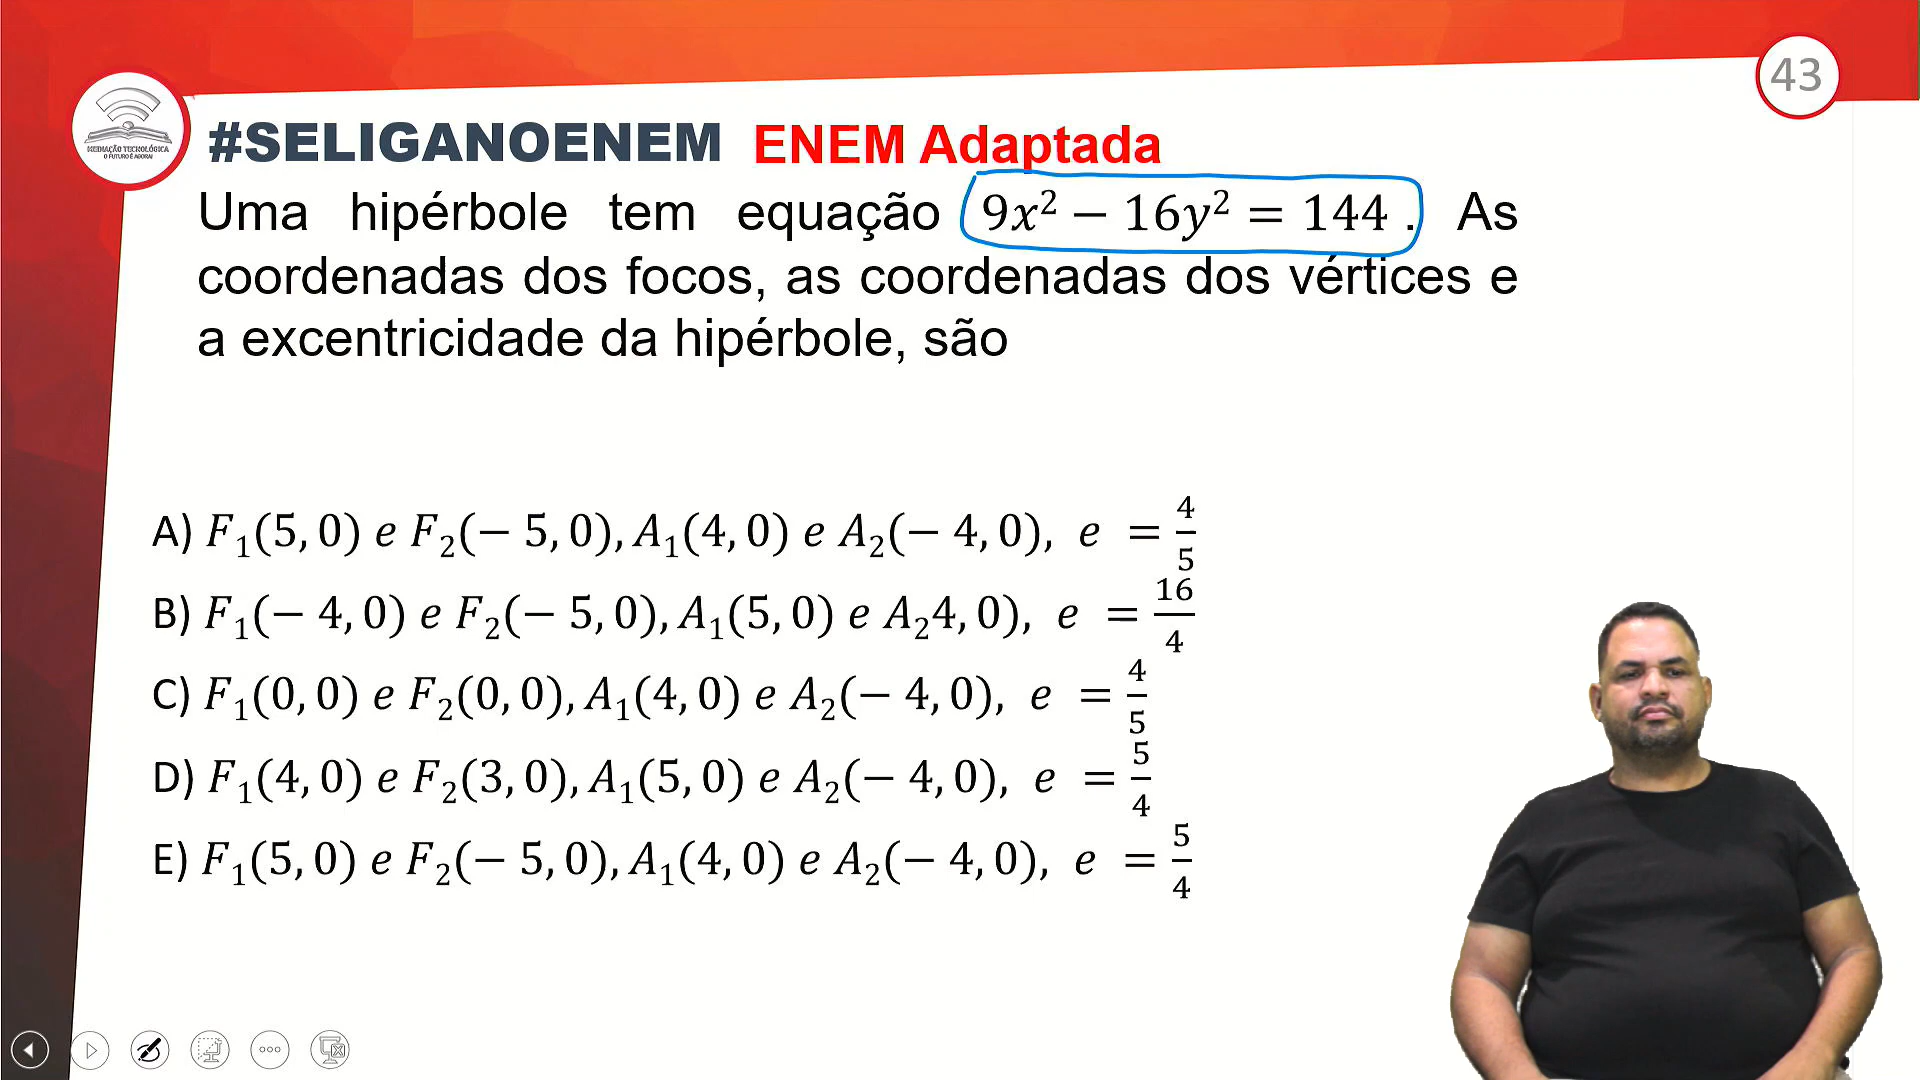 43
MEDIAÇÃO TECNOLÓGICA
O FUTURO É AGORA!
#SELIGANOENEM ENEM Adaptada
Uma hipérbole tem equação 9x² − 16y² = 144 . As
coordenadas dos focos, as coordenadas dos vértices e
a excentricidade da hipérbole, são
A) F₁(5, 0) e F₂(− 5, 0), A₁(4, 0) e A₂(− 4, 0), e = 4/5
B) F₁(− 4, 0) e F₂(− 5, 0), A₁(5, 0) e A₂4, 0), e = 16/4
C) F₁(0, 0) e F₂(0, 0), A₁(4, 0) e A₂(− 4, 0), e = 4/5
D) F₁(4, 0) e F₂(3, 0), A₁(5, 0) e A₂(− 4, 0), e = 5/4
E) F₁(5, 0) e F₂(− 5, 0), A₁(4, 0) e A₂(− 4, 0), e = 5/4